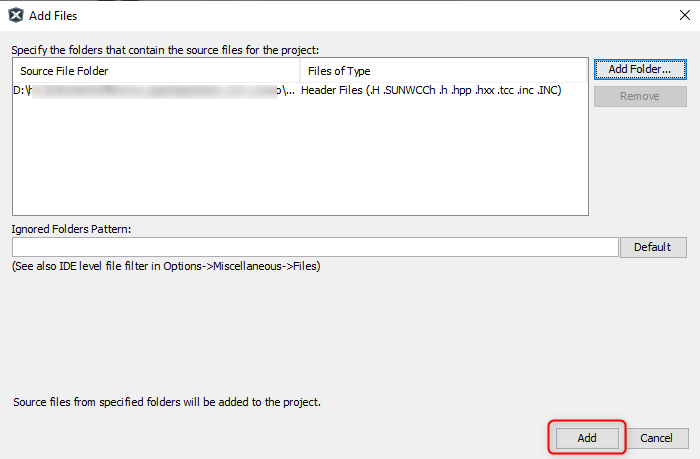 Add Files
Specify the folders that contain the source files for the project:
Source File Folder Files of Type
Add Folder...
D:\ o\... Header Files (.H .SUNWCCh .h .hpp .hxx .tcc .inc .INC)
Remove
Ignored Folders Pattern:
Default
(See also IDE level file filter in Options->Miscellaneous->Files)
Source files from specified folders will be added to the project.
Add Cancel